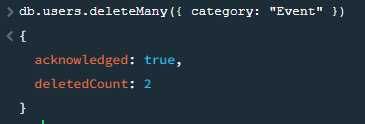 > db.users.deleteMany({ category: "Event" })
< {
acknowledged: true,
deletedCount: 2
}